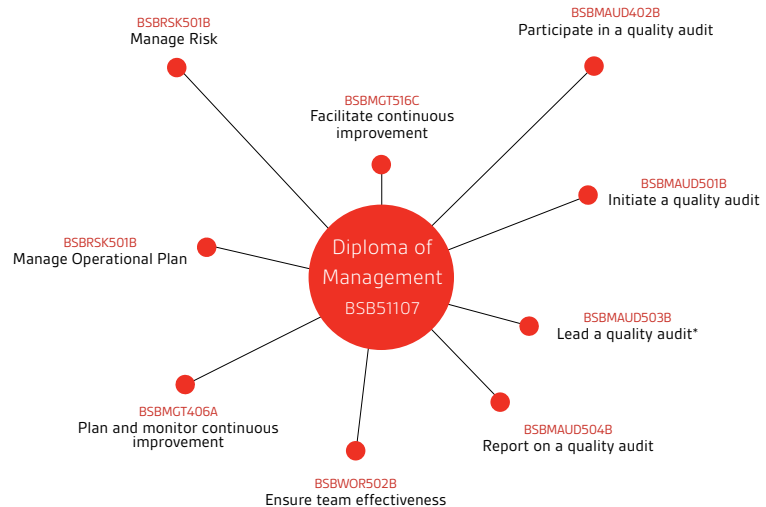 BSBRSK501B
Manage Risk
BSBMAUD402B
Participate in a quality audit
BSBMGT516C
Facilitate continuous
improvement
BSBMAUD501B
Initiate a quality audit
BSBRSK501B
Manage Operational Plan
Diploma of
Management
BSB51107
BSBMAUD503B
Lead a quality audit*
BSBMGT406A
Plan and monitor continuous
improvement
BSBMAUD504B
Report on a quality audit
BSBWOR502B
Ensure team effectiveness